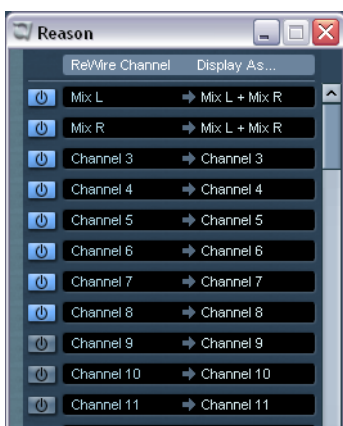 Reason
ReWire Channel Display As...
Mix L Mix L + Mix R
Mix R Mix L + Mix R
Channel 3 Channel 3
Channel 4 Channel 4
Channel 5 Channel 5
Channel 6 Channel 6
Channel 7 Channel 7
Channel 8 Channel 8
Channel 9 Channel 9
Channel 10 Channel 10
Channel 11 Channel 11